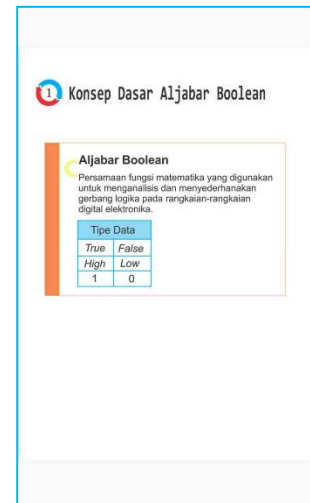 1 Konsep Dasar Aljabar Boolean
Aljabar Boolean
Persamaan fungsi matematika yang digunakan
untuk menganalisis dan menyederhanakan
gerbang logika pada rangkaian-rangkaian
digital elektronika.
Tipe Data
True False
High Low
1 0